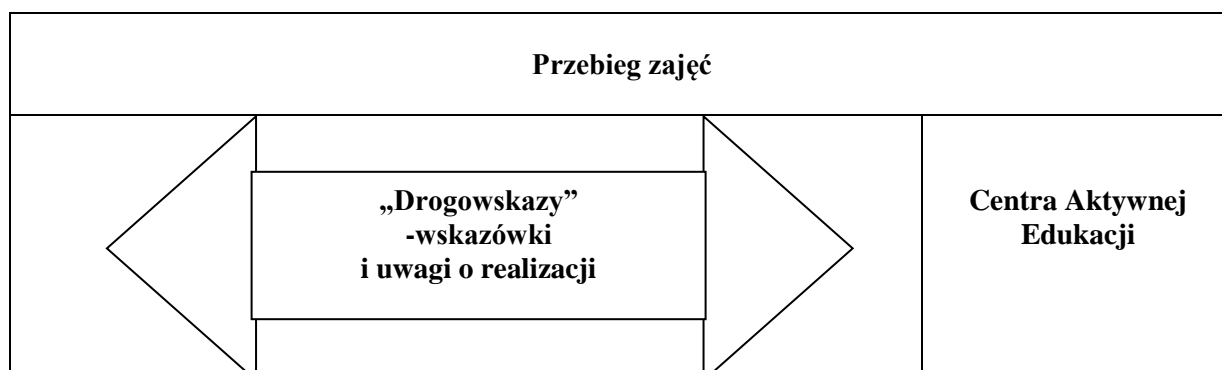 Przebieg zajęć
„Drogowskazy”
-wskazówki
i uwagi o realizacji
Centra Aktywnej
Edukacji